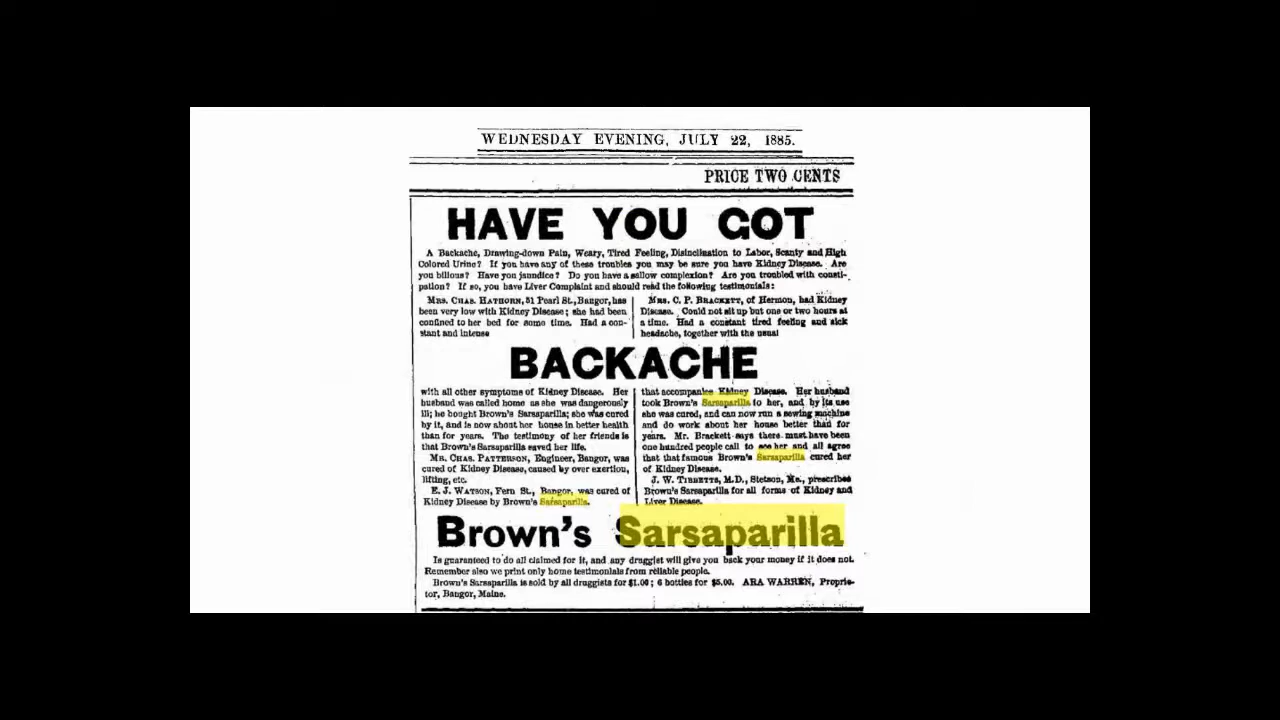 WEDNESDAY EVENING, JULY 22, 1885.
PRICE TWO CENTS
HAVE YOU GOT
A Backache, Drawing-down Pain, Weary, Tired Feeling, Disinclination to Labor, Scanty and High
Colored Urine? If you have any of these troubles you may be sure you have Kidney Disease. Are
you bilious? Have you jaundice? Do you have a sallow complexion? Are you troubled with consti-
pation? If so, you have Liver Complaint and should read the following testimonials:
MRS. CHAS. HATHORN, 51 Pearl St., Bangor, has
been very low with Kidney Disease; she had been
confined to her bed for some time. Had a con-
stant and intense
MRS. C. P. BRACKETT, of Hermon, had Kidney
Disease. Could not sit up but one or two hours at
a time. Had a constant tired feeling and sick
headache, together with the usual
BACKACHE
with all other symptoms of Kidney Disease. Her
husband was called home as she was dangerously
ill; he bought Brown's Sarsaparilla; she was cured
by it, and is now about her house in better health
than for years. The testimony of her friends is
that Brown's Sarsaparilla saved her life.
MR. CHAS. PATTERSON, Engineer, Bangor, was
cured of Kidney Disease, caused by over exertion,
lifting, etc.
E. J. WATSON, Fern St., Bangor, was cured of
Kidney Disease by Brown's Sarsaparilla.
that accompanies Kidney Disease. Her husband
took Brown's Sarsaparilla to her, and by its use
she was cured, and can now run a sewing machine
and do work about her house better than for
years. Mr. Brackett says there must have been
one hundred people call to see her and all agree
that that famous Brown's Sarsaparilla cured her
of Kidney Disease.
J. W. TIBBETTS, M.D., Stetson, Me., prescribes
Brown's Sarsaparilla for all forms of Kidney and
Liver Disease.
Brown's Sarsaparilla
Is guaranteed to do all claimed for it, and any druggist will give you back your money if it does not.
Remember also we print only home testimonials from reliable people.
Brown's Sarsaparilla is sold by all druggists for $1.00; 6 bottles for $5.00. ARA WARREN, Proprie-
tor, Bangor, Maine.